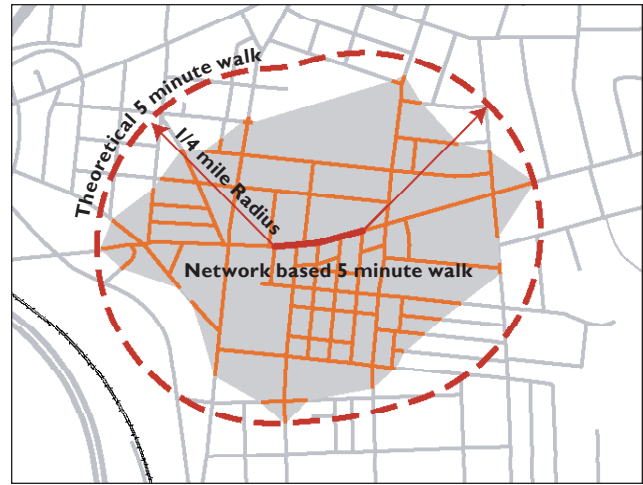 Theoretical 5 minute walk
1/4 mile Radius
Network based 5 minute walk